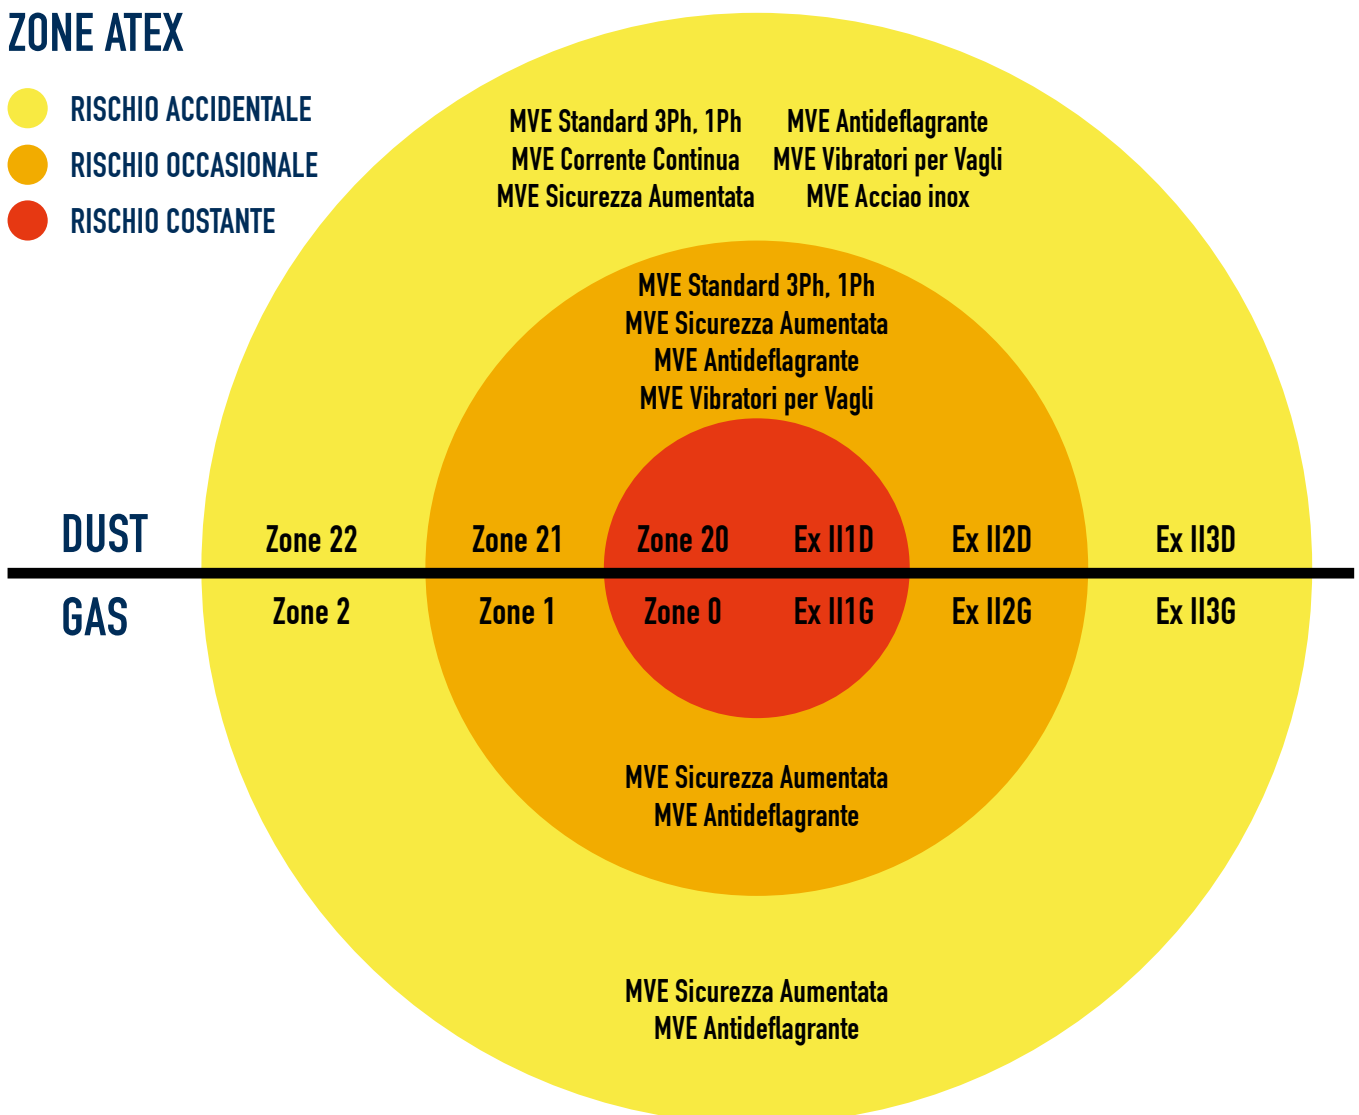 ZONE ATEX
RISCHIO ACCIDENTALE
RISCHIO OCCASIONALE
RISCHIO COSTANTE
MVE Standard 3Ph, 1Ph
MVE Corrente Continua
MVE Sicurezza Aumentata
MVE Antideflagrante
MVE Vibratori per Vagli
MVE Acciao inox
MVE Standard 3Ph, 1Ph
MVE Sicurezza Aumentata
MVE Antideflagrante
MVE Vibratori per Vagli
DUST Zone 22 Zone 21 Zone 20 Ex II1D Ex II2D Ex II3D
GAS Zone 2 Zone 1 Zone 0 Ex II1G Ex II2G Ex II3G
MVE Sicurezza Aumentata
MVE Antideflagrante
MVE Sicurezza Aumentata
MVE Antideflagrante